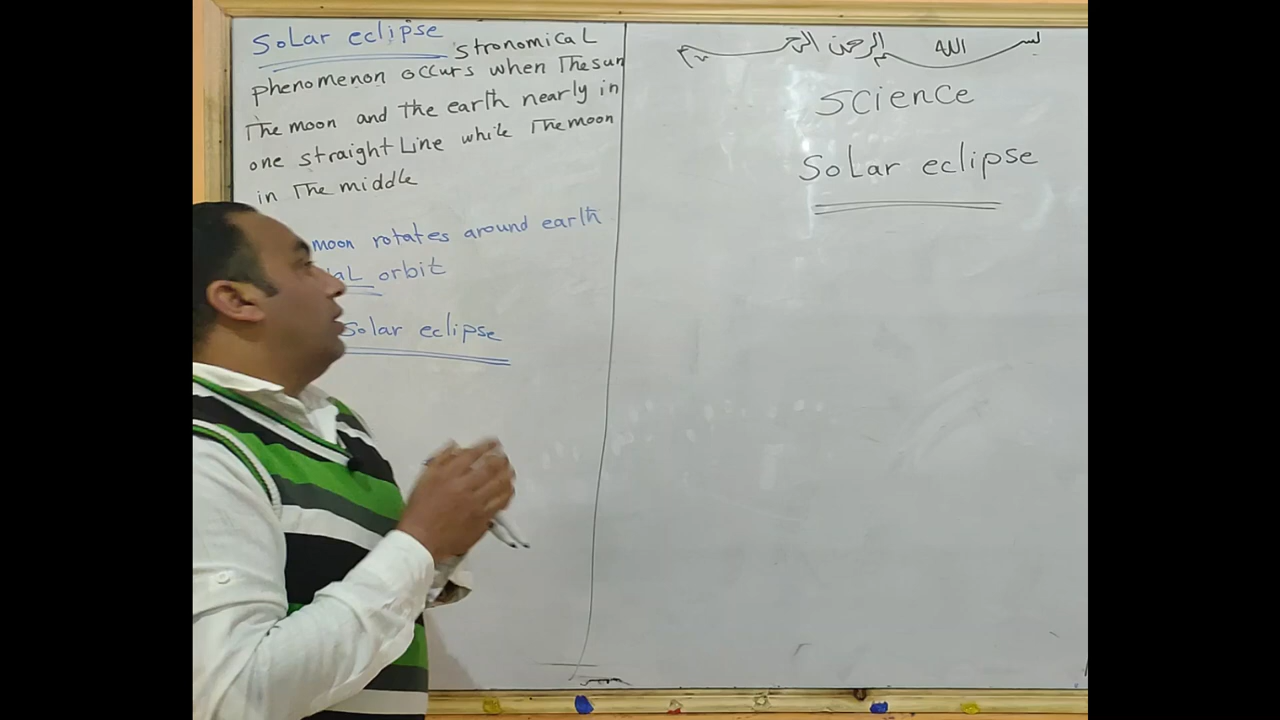 Solar eclipse stronomical
phenomenon occurs when The sun
The moon and The earth nearly in
one straight Line while The moon
in The middle
moon rotates around earth
al orbit
Solar eclipse
بسم الله الرحمن الرحيم
Science
Solar eclipse